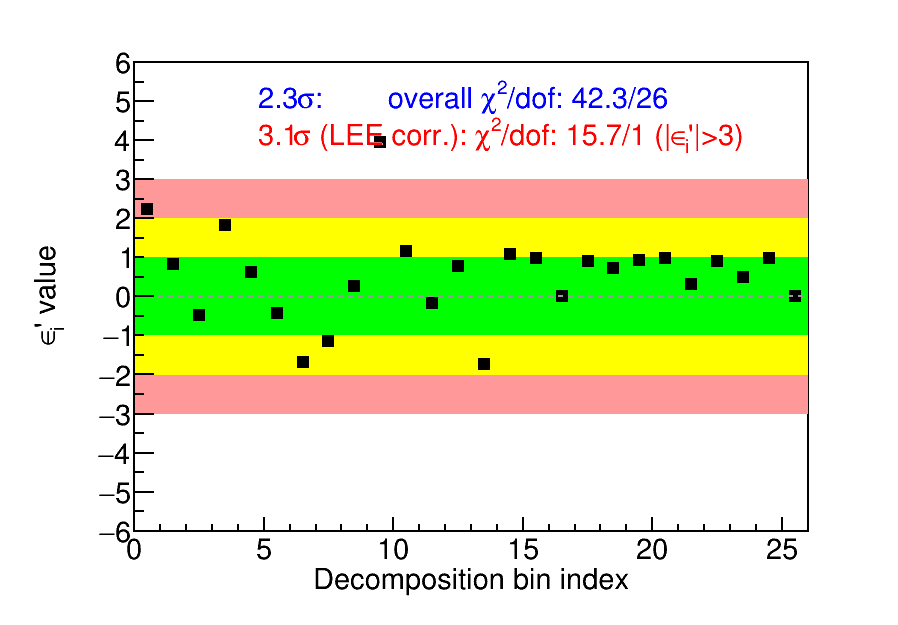 6
5
4
3
2
1
0
−1
−2
−3
−4
−5
−6
2.3σ: overall χ²/dof: 42.3/26
3.1σ (LEE corr.): χ²/dof: 15.7/1 (|ϵᵢ'|>3)
ϵᵢ' value
0 5 10 15 20 25
Decomposition bin index